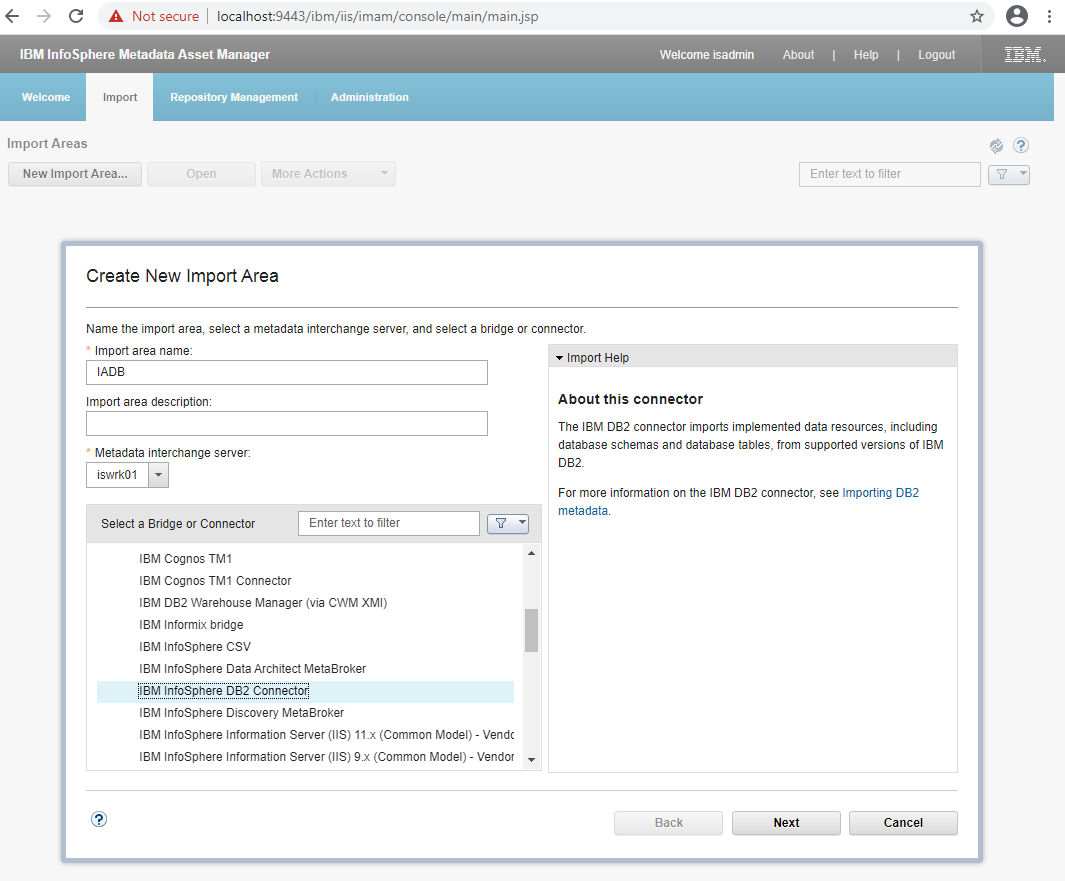 Not secure | localhost:9443/ibm/iis/imam/console/main/main.jsp
IBM InfoSphere Metadata Asset Manager
Welcome isadmin About | Help | Logout
IBM.
Welcome Import Repository Management Administration
Import Areas
?
New Import Area... Open More Actions
Enter text to filter
Create New Import Area
Name the import area, select a metadata interchange server, and select a bridge or connector.
* Import area name:
IADB
Import area description:
* Metadata interchange server:
iswrk01
Select a Bridge or Connector
Enter text to filter
IBM Cognos TM1
IBM Cognos TM1 Connector
IBM DB2 Warehouse Manager (via CWM XMI)
IBM Informix bridge
IBM InfoSphere CSV
IBM InfoSphere Data Architect MetaBroker
IBM InfoSphere DB2 Connector
IBM InfoSphere Discovery MetaBroker
IBM InfoSphere Information Server (IIS) 11.x (Common Model) - Vendo
IBM InfoSphere Information Server (IIS) 9.x (Common Model) - Vendor
Import Help
About this connector
The IBM DB2 connector imports implemented data resources, including
database schemas and database tables, from supported versions of IBM
DB2.
For more information on the IBM DB2 connector, see Importing DB2
metadata.
?
Back Next Cancel